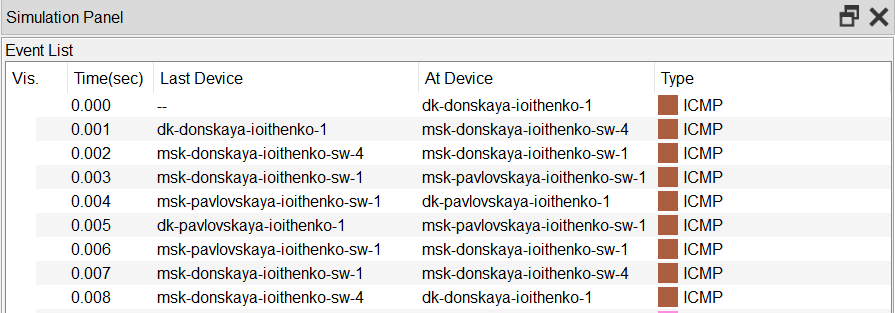 Simulation Panel
Event List
Vis. Time(sec) Last Device At Device Type
0.000 -- dk-donskaya-ioithenko-1 ICMP
0.001 dk-donskaya-ioithenko-1 msk-donskaya-ioithenko-sw-4 ICMP
0.002 msk-donskaya-ioithenko-sw-4 msk-donskaya-ioithenko-sw-1 ICMP
0.003 msk-donskaya-ioithenko-sw-1 msk-pavlovskaya-ioithenko-sw-1 ICMP
0.004 msk-pavlovskaya-ioithenko-sw-1 dk-pavlovskaya-ioithenko-1 ICMP
0.005 dk-pavlovskaya-ioithenko-1 msk-pavlovskaya-ioithenko-sw-1 ICMP
0.006 msk-pavlovskaya-ioithenko-sw-1 msk-donskaya-ioithenko-sw-1 ICMP
0.007 msk-donskaya-ioithenko-sw-1 msk-donskaya-ioithenko-sw-4 ICMP
0.008 msk-donskaya-ioithenko-sw-4 dk-donskaya-ioithenko-1 ICMP